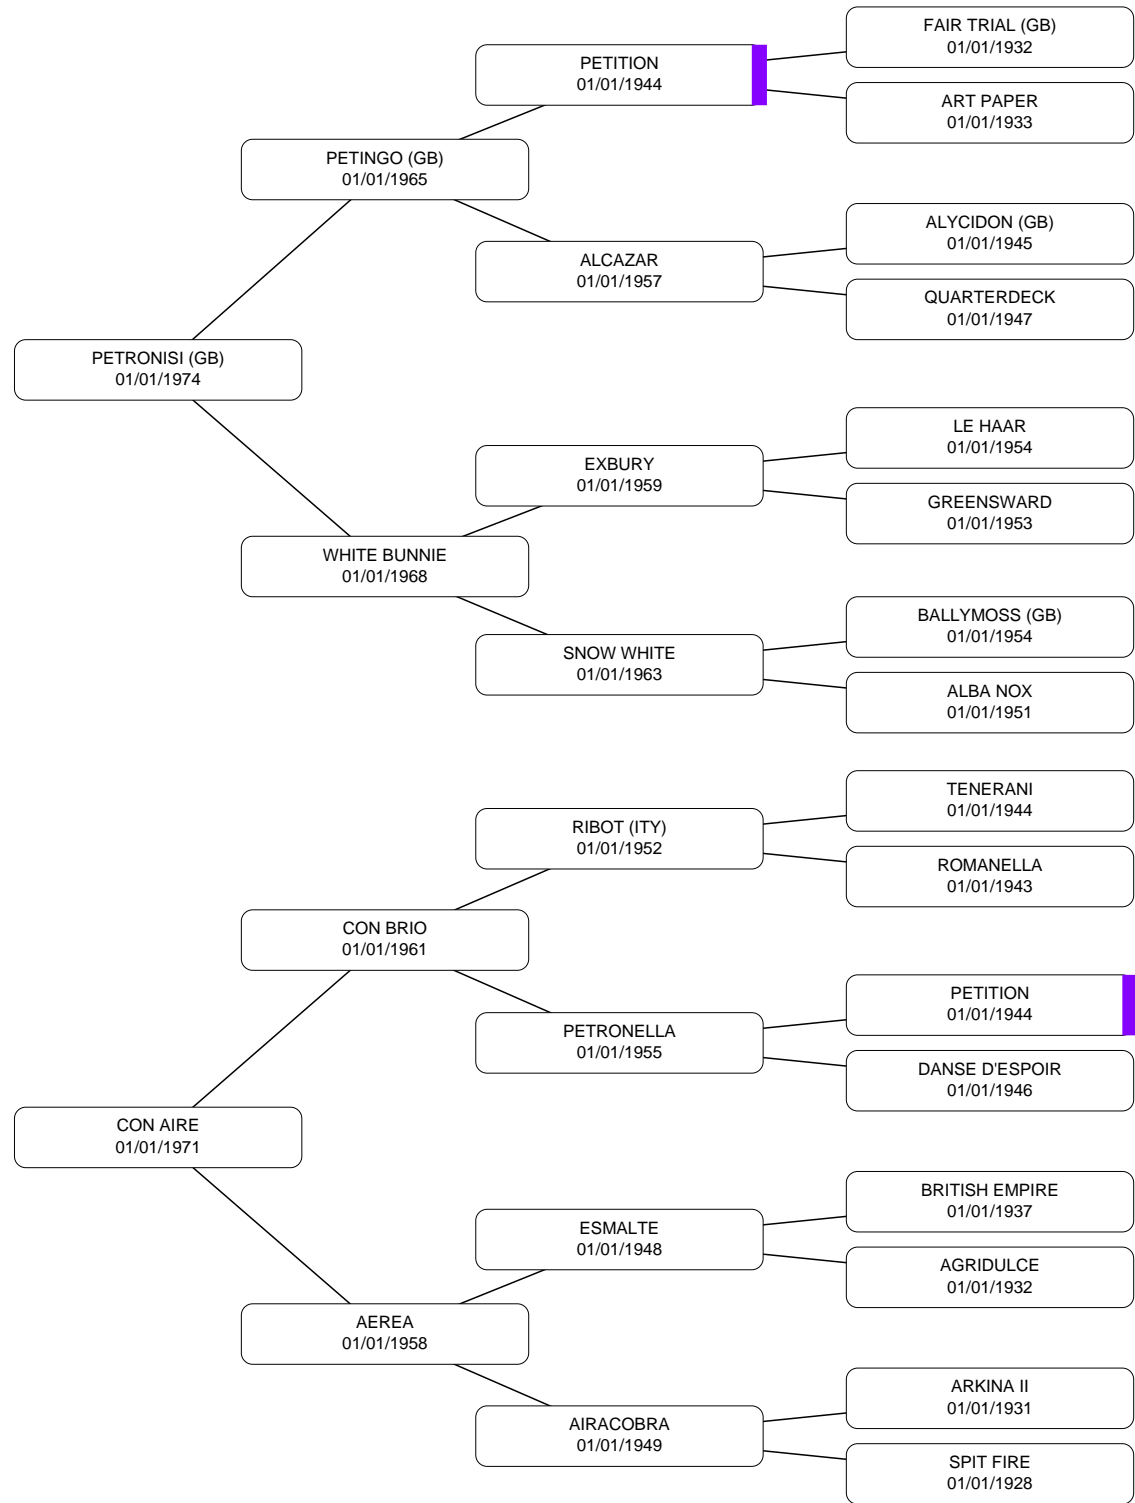 FAIR TRIAL (GB)
01/01/1932
PETITION
01/01/1944
ART PAPER
01/01/1933
PETINGO (GB)
01/01/1965
ALYCIDON (GB)
01/01/1945
ALCAZAR
01/01/1957
QUARTERDECK
01/01/1947
PETRONISI (GB)
01/01/1974
LE HAAR
01/01/1954
EXBURY
01/01/1959
GREENSWARD
01/01/1953
WHITE BUNNIE
01/01/1968
BALLYMOSS (GB)
01/01/1954
SNOW WHITE
01/01/1963
ALBA NOX
01/01/1951
TENERANI
01/01/1944
RIBOT (ITY)
01/01/1952
ROMANELLA
01/01/1943
CON BRIO
01/01/1961
PETITION
01/01/1944
PETRONELLA
01/01/1955
DANSE D'ESPOIR
01/01/1946
CON AIRE
01/01/1971
BRITISH EMPIRE
01/01/1937
ESMALTE
01/01/1948
AGRIDULCE
01/01/1932
AEREA
01/01/1958
ARKINA II
01/01/1931
AIRACOBRA
01/01/1949
SPIT FIRE
01/01/1928